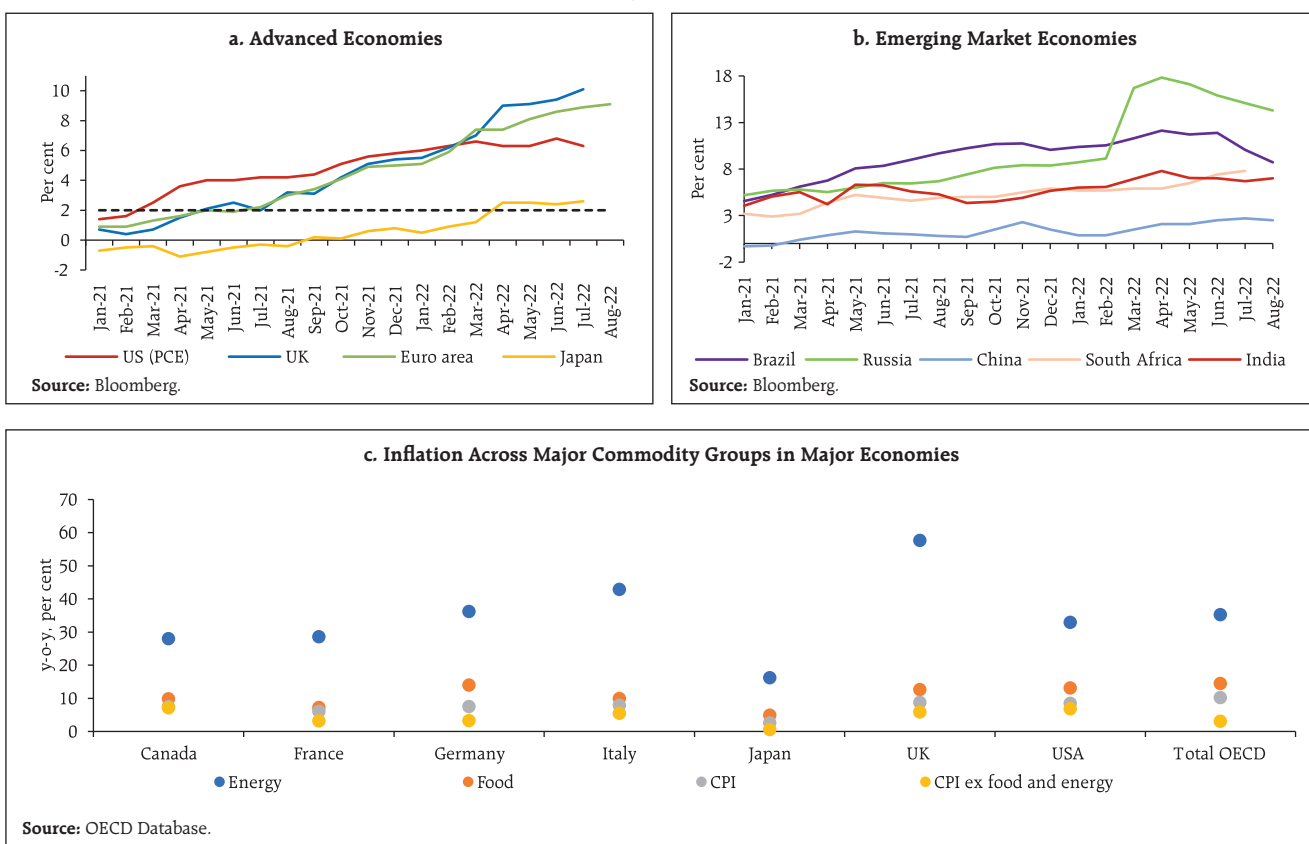 a. Advanced Economies
Per cent
10
8
6
4
2
0
-2
Jan-21
Feb-21
Mar-21
Apr-21
May-21
Jun-21
Jul-21
Aug-21
Sep-21
Oct-21
Nov-21
Dec-21
Jan-22
Feb-22
Mar-22
Apr-22
May-22
Jun-22
Jul-22
Aug-22
US (PCE) UK Euro area Japan
Source: Bloomberg.
b. Emerging Market Economies
Per cent
18
13
8
3
-2
Jan-21
Feb-21
Mar-21
Apr-21
May-21
Jun-21
Jul-21
Aug-21
Sep-21
Oct-21
Nov-21
Dec-21
Jan-22
Feb-22
Mar-22
Apr-22
May-22
Jun-22
Jul-22
Aug-22
Brazil Russia China South Africa India
Source: Bloomberg.
c. Inflation Across Major Commodity Groups in Major Economies
y-o-y, per cent
70
60
50
40
30
20
10
0
Canada France Germany Italy Japan UK USA Total OECD
Energy Food CPI CPI ex food and energy
Source: OECD Database.